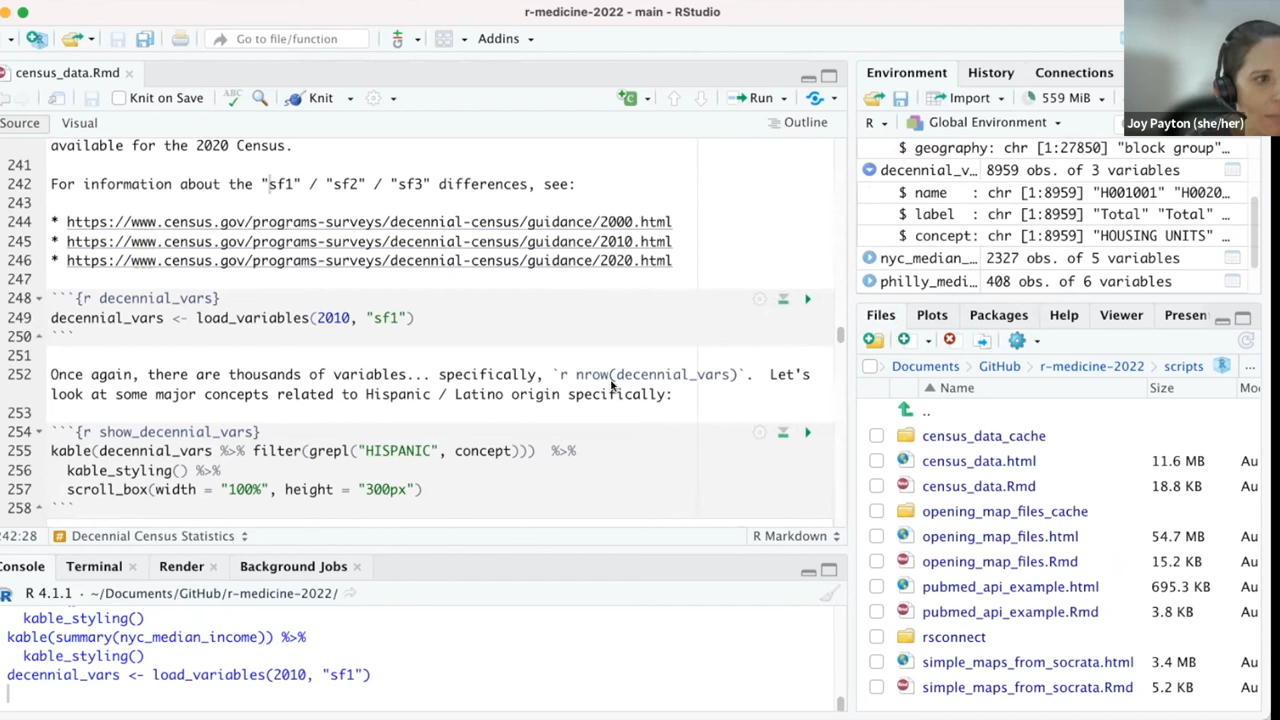 r-medicine-2022 - main - RStudio
Go to file/function
Addins
census_data.Rmd
Knit on Save
Knit
Run
Source
Visual
Outline
available for the 2020 Census.
241
242 For information about the "sf1" / "sf2" / "sf3" differences, see:
243
244 * https://www.census.gov/programs-surveys/decennial-census/guidance/2000.html
245 * https://www.census.gov/programs-surveys/decennial-census/guidance/2010.html
246 * https://www.census.gov/programs-surveys/decennial-census/guidance/2020.html
247
248 ```{r decennial_vars}
249 decennial_vars <- load_variables(2010, "sf1")
250 ```
251
252 Once again, there are thousands of variables... specifically, `r nrow(decennial_vars)`.  Let's
look at some major concepts related to Hispanic / Latino origin specifically:
253
254 ```{r show_decennial_vars}
255 kable(decennial_vars %>% filter(grepl("HISPANIC", concept)))  %>%
256   kable_styling() %>%
257   scroll_box(width = "100%", height = "300px")
258 ```
242:28
Decennial Census Statistics
R Markdown
Console
Terminal
Render
Background Jobs
R 4.1.1 · ~/Documents/GitHub/r-medicine-2022/
kable_styling()
kable(summary(nyc_median_income)) %>%
kable_styling()
decennial_vars <- load_variables(2010, "sf1")
Environment
History
Connections
Import
559 MiB
R
Global Environment
Joy Payton (she/her)
$ geography: chr [1:27850] "block group"…
decennial_v… 8959 obs. of 3 variables
$ name : chr [1:8959] "H001001" "H0020…
$ label : chr [1:8959] "Total" "Total" …
$ concept: chr [1:8959] "HOUSING UNITS" …
nyc_median_… 2327 obs. of 5 variables
philly_medi… 408 obs. of 6 variables
Files
Plots
Packages
Help
Viewer
Presen
Documents
GitHub
r-medicine-2022
scripts
...
Name
Size
Mo
..
census_data_cache
census_data.html 11.6 MB Au
census_data.Rmd 18.8 KB Au
opening_map_files_cache
opening_map_files.html 54.7 MB Au
opening_map_files.Rmd 15.2 KB Au
pubmed_api_example.html 695.3 KB Au
pubmed_api_example.Rmd 3.8 KB Au
rsconnect
simple_maps_from_socrata.html 3.4 MB Au
simple_maps_from_socrata.Rmd 5.2 KB Au